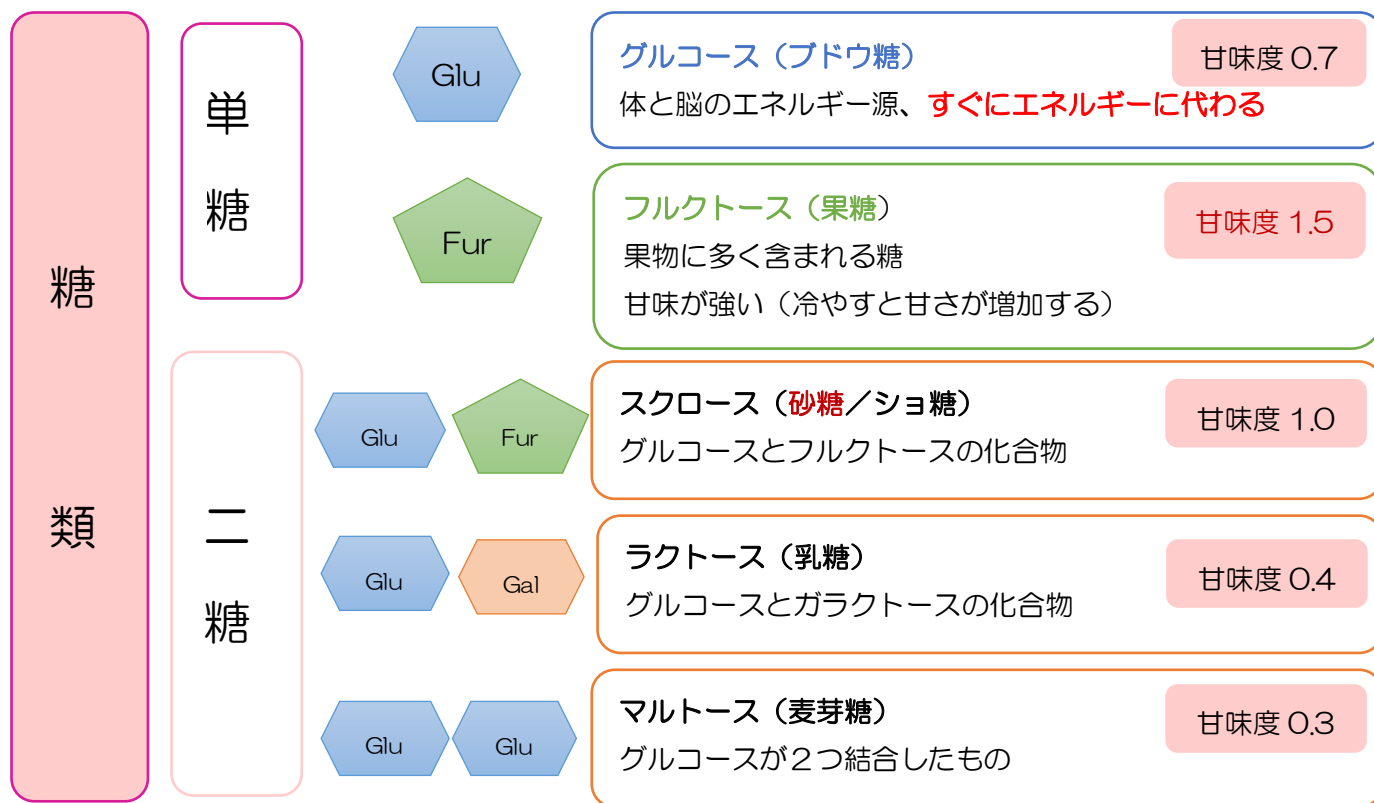 糖類
単糖
Glu
グルコース（ブドウ糖）
甘味度 0.7
体と脳のエネルギー源、すぐにエネルギーに代わる
Fur
フルクトース（果糖）
甘味度 1.5
果物に多く含まれる糖
甘味が強い（冷やすと甘さが増加する）
二糖
Glu
Fur
スクロース（砂糖／ショ糖）
甘味度 1.0
グルコースとフルクトースの化合物
Glu
Gal
ラクトース（乳糖）
甘味度 0.4
グルコースとガラクトースの化合物
Glu
Glu
マルトース（麦芽糖）
甘味度 0.3
グルコースが２つ結合したもの